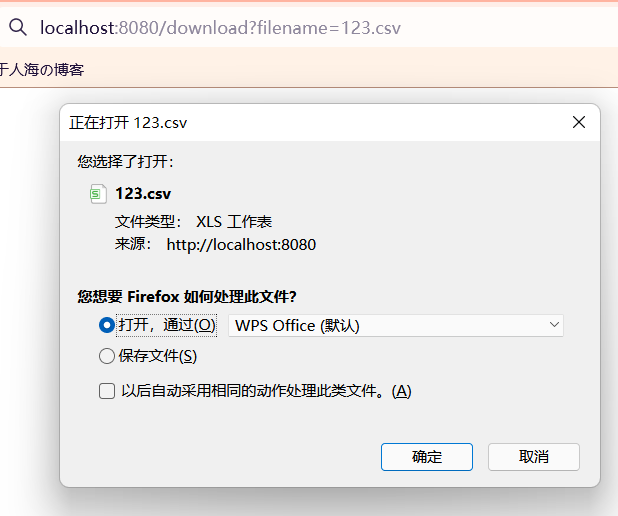 localhost:8080/download?filename=123.csv
于人海の博客
正在打开 123.csv
您选择了打开：
123.csv
文件类型： XLS 工作表
来源： http://localhost:8080
您想要 Firefox 如何处理此文件？
打开，通过(O) WPS Office (默认)
保存文件(S)
以后自动采用相同的动作处理此类文件。(A)
确定 取消